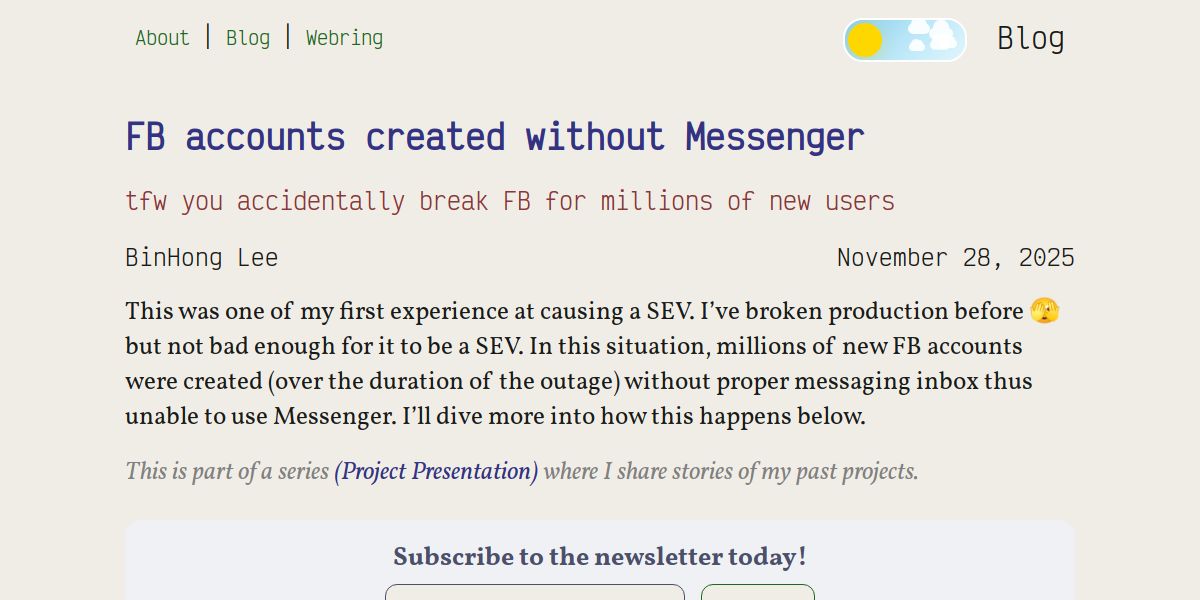 About | Blog | Webring
Blog
FB accounts created without Messenger
tfw you accidentally break FB for millions of new users
BinHong Lee
November 28, 2025
This was one of my first experience at causing a SEV. I’ve broken production before 🫣
but not bad enough for it to be a SEV. In this situation, millions of new FB accounts
were created (over the duration of the outage) without proper messaging inbox thus
unable to use Messenger. I’ll dive more into how this happens below.
This is part of a series (Project Presentation) where I share stories of my past projects.
Subscribe to the newsletter today!